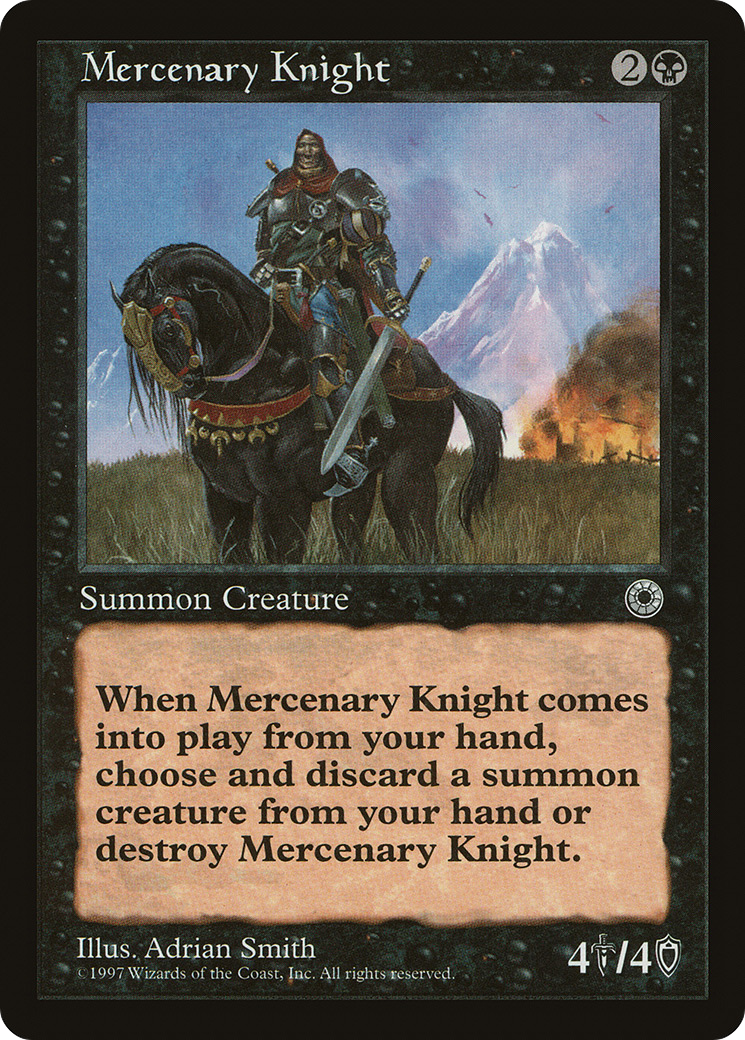 Mercenary Knight 2
Summon Creature
When Mercenary Knight comes
into play from your hand,
choose and discard a summon
creature from your hand or
destroy Mercenary Knight.
Illus. Adrian Smith
©1997 Wizards of the Coast, Inc. All rights reserved.
4/4